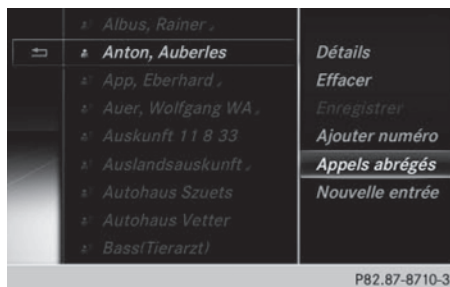 Albus, Rainer
Anton, Auberles
App, Eberhard
Auer, Wolfgang WA
Auskunft 11 8 33
Auslandsauskunft
Autohaus Szuets
Autohaus Vetter
Bass(Tierarzt)
Détails
Effacer
Enregistrer
Ajouter numéro
Appels abrégés
Nouvelle entrée
P82.87-8710-3